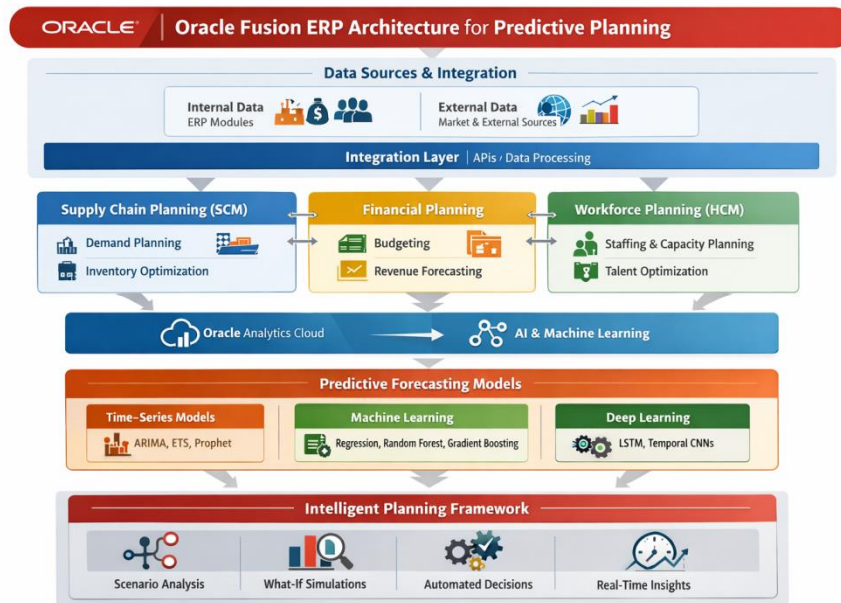 ORACLE® | Oracle Fusion ERP Architecture for Predictive Planning
Data Sources & Integration
Internal Data
ERP Modules
External Data
Market & External Sources
Integration Layer | APIs / Data Processing
Supply Chain Planning (SCM)
Demand Planning
Inventory Optimization
Financial Planning
Budgeting
Revenue Forecasting
Workforce Planning (HCM)
Staffing & Capacity Planning
Talent Optimization
Oracle Analytics Cloud
AI & Machine Learning
Predictive Forecasting Models
Time-Series Models
ARIMA, ETS, Prophet
Machine Learning
Regression, Random Forest, Gradient Boosting
Deep Learning
LSTM, Temporal CNNs
Intelligent Planning Framework
Scenario Analysis
What-If Simulations
Automated Decisions
Real-Time Insights